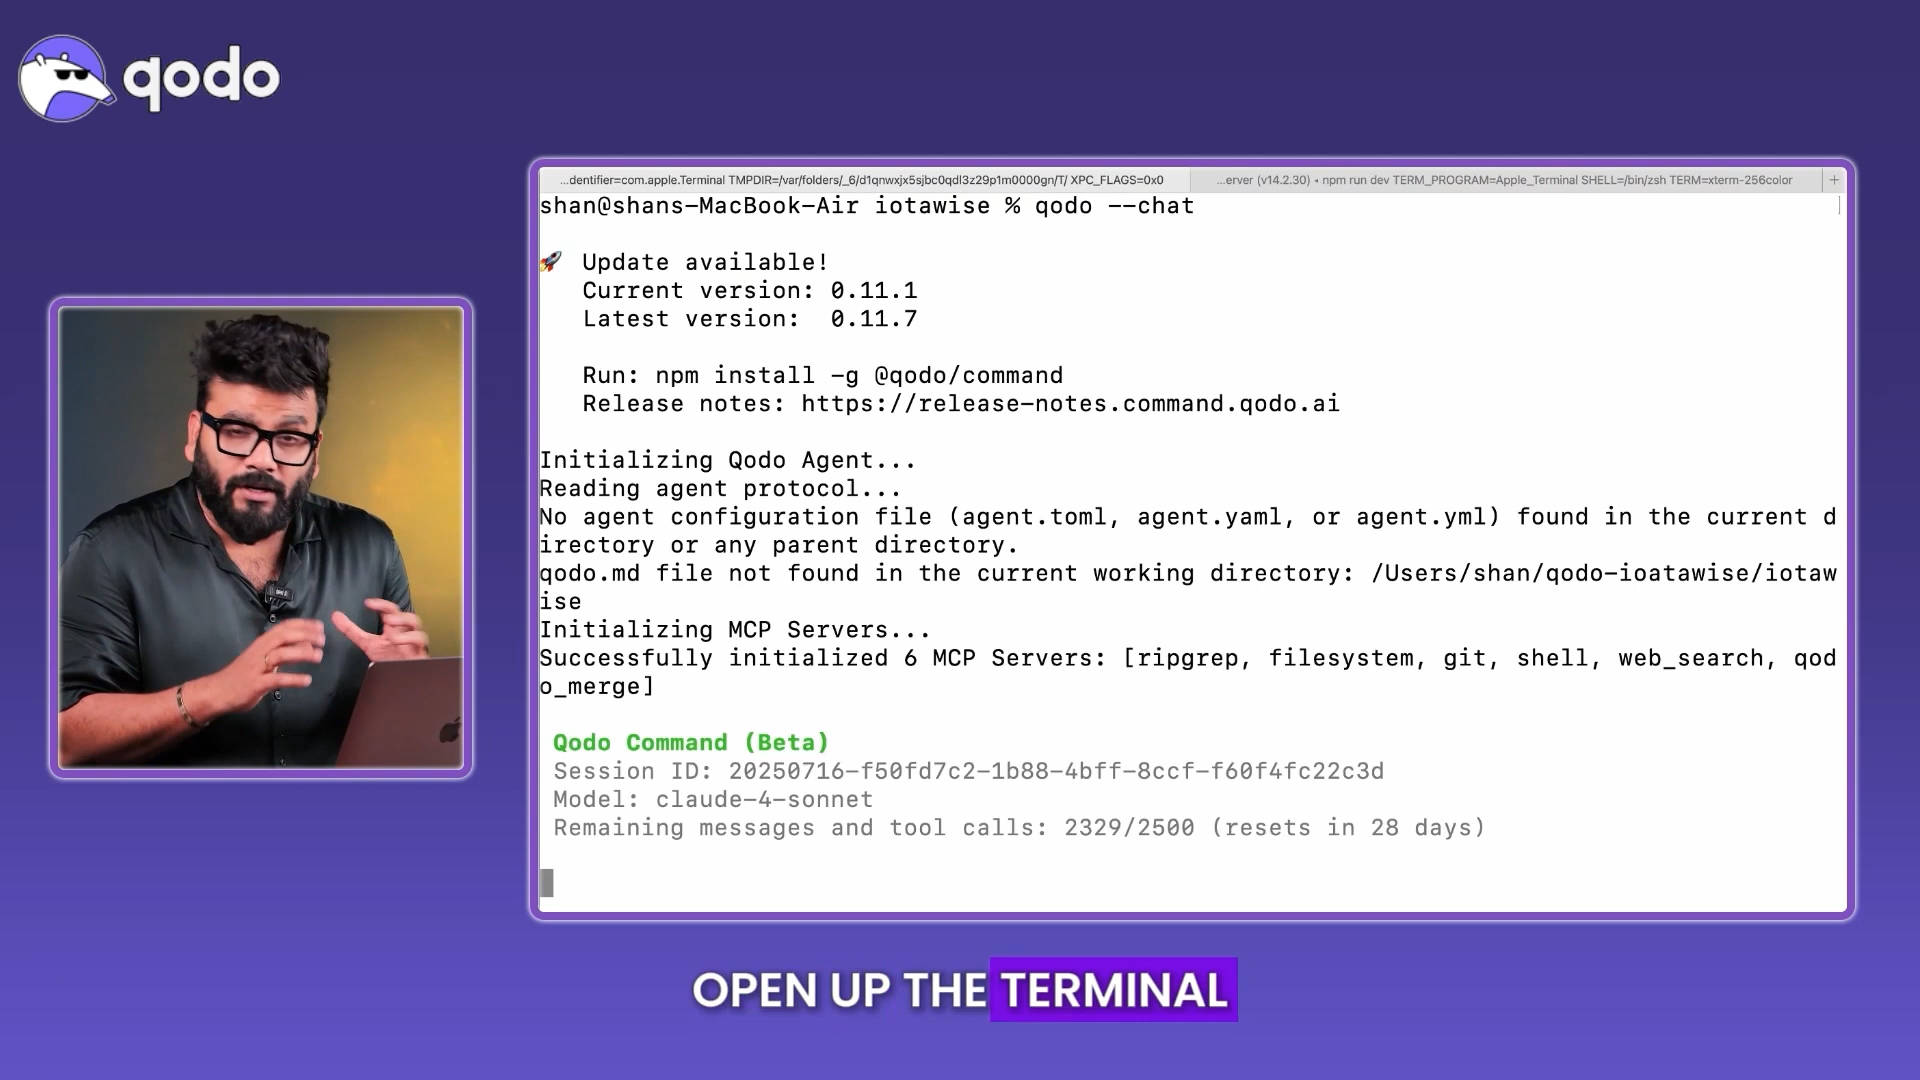 qodo
...dentifier=com.apple.Terminal TMPDIR=/var/folders/_6/d1qnwxjx5sjbc0qdl3z29p1m0000gn/T/ XPC_FLAGS=0x0
...erver (v14.2.30) ◂ npm run dev TERM_PROGRAM=Apple_Terminal SHELL=/bin/zsh TERM=xterm-256color
+
shan@shans-MacBook-Air iotawise % qodo --chat
🚀 Update available!
Current version: 0.11.1
Latest version: 0.11.7
Run: npm install -g @qodo/command
Release notes: https://release-notes.command.qodo.ai
Initializing Qodo Agent...
Reading agent protocol...
No agent configuration file (agent.toml, agent.yaml, or agent.yml) found in the current d
irectory or any parent directory.
qodo.md file not found in the current working directory: /Users/shan/qodo-ioatawise/iotaw
ise
Initializing MCP Servers...
Successfully initialized 6 MCP Servers: [ripgrep, filesystem, git, shell, web_search, qod
o_merge]
Qodo Command (Beta)
Session ID: 20250716-f50fd7c2-1b88-4bff-8ccf-f60f4fc22c3d
Model: claude-4-sonnet
Remaining messages and tool calls: 2329/2500 (resets in 28 days)
OPEN UP THE TERMINAL